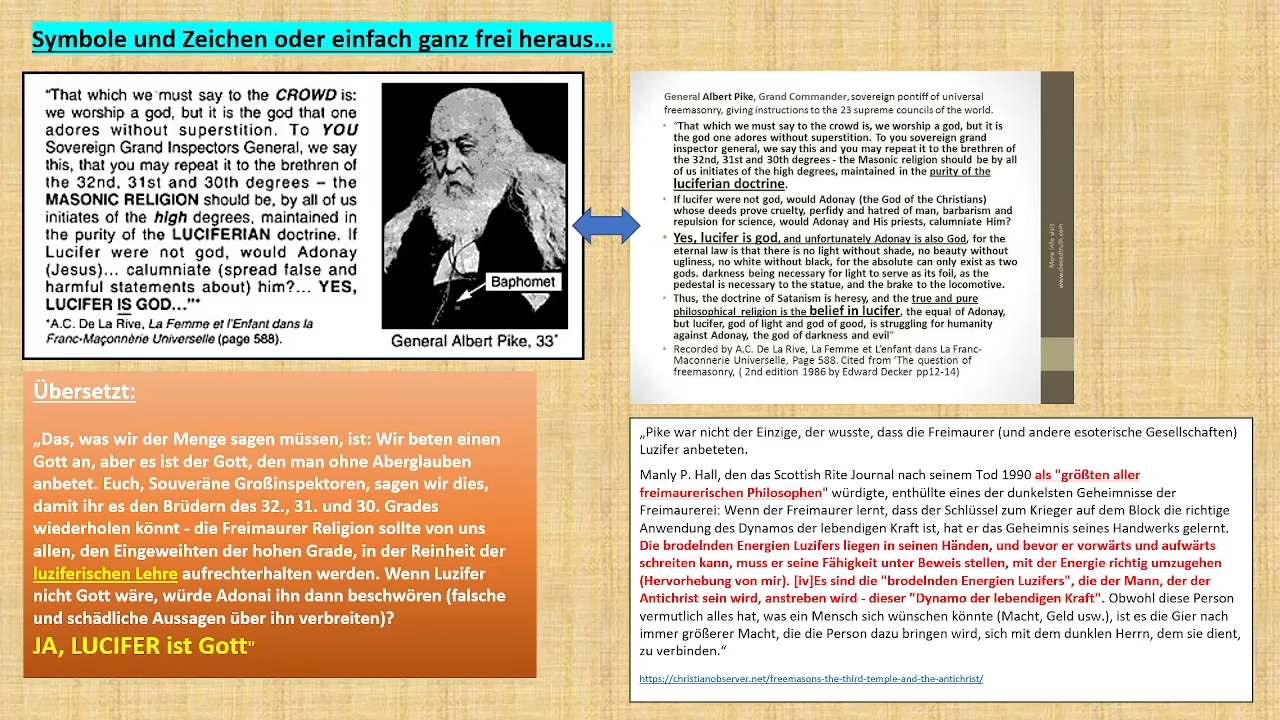 Symbole und Zeichen oder einfach ganz frei heraus…
"That which we must say to the CROWD is:
we worship a god, but it is the god that one
adores without superstition. To YOU
Sovereign Grand Inspectors General, we say
this, that you may repeat it to the brethren of
the 32nd, 31st and 30th degrees – the
MASONIC RELIGION should be, by all of us
initiates of the high degrees, maintained in
the purity of the LUCIFERIAN doctrine. If
Lucifer were not god, would Adonay
(Jesus)... calumniate (spread false and
harmful statements about) him?... YES,
LUCIFER IS GOD..."*
*A.C. De La Rive, La Femme et l'Enfant dans la
Franc-Maçonnerie Universelle (page 588).
Baphomet
General Albert Pike, 33°
General Albert Pike, Grand Commander, sovereign pontiff of universal
freemasonry, giving instructions to the 23 supreme councils of the world.
• "That which we must say to the crowd is, we worship a god, but it is
the god one adores without superstition. To you sovereign grand
inspector general, we say this and you may repeat it to the brethren of
the 32nd, 31st and 30th degrees - the Masonic religion should be by all
of us initiates of the high degrees, maintained in the purity of the
luciferian doctrine.
• If lucifer were not god, would Adonay (the God of the Christians)
whose deeds prove cruelty, perfidy and hatred of man, barbarism and
repulsion for science, would Adonay and His priests, calumniate Him?
• Yes, lucifer is god, and unfortunately Adonay is also God, for the
eternal law is that there is no light without shade, no beauty without
ugliness, no white without black, for the absolute can only exist as two
gods. darkness being necessary for light to serve as its foil, as the
pedestal is necessary to the statue, and the brake to the locomotive.
• Thus, the doctrine of Satanism is heresy, and the true and pure
philosophical religion is the belief in lucifer, the equal of Adonay,
but lucifer, god of light and god of good, is struggling for humanity
against Adonay, the god of darkness and evil"
• Recorded by A.C. De La Rive, La Femme et L'enfant dans La Franc-
Maconnerie Universelle, Page 588. Cited from 'The question of
freemasonry, ( 2nd edition 1986 by Edward Decker pp12-14)
More info visit
Übersetzt:
„Das, was wir der Menge sagen müssen, ist: Wir beten einen
Gott an, aber es ist der Gott, den man ohne Aberglauben
anbetet. Euch, Souveräne Großinspektoren, sagen wir dies,
damit ihr es den Brüdern des 32., 31. und 30. Grades
wiederholen könnt - die Freimaurer Religion sollte von uns
allen, den Eingeweihten der hohen Grade, in der Reinheit der
luziferischen Lehre aufrechterhalten werden. Wenn Luzifer
nicht Gott wäre, würde Adonai ihn dann beschwören (falsche
und schädliche Aussagen über ihn verbreiten)?
JA, LUCIFER ist Gott"
„Pike war nicht der Einzige, der wusste, dass die Freimaurer (und andere esoterische Gesellschaften)
Luzifer anbeteten.
Manly P. Hall, den das Scottish Rite Journal nach seinem Tod 1990 als "größten aller
freimaurerischen Philosophen" würdigte, enthüllte eines der dunkelsten Geheimnisse der
Freimaurerei: Wenn der Freimaurer lernt, dass der Schlüssel zum Krieger auf dem Block die richtige
Anwendung des Dynamos der lebendigen Kraft ist, hat er das Geheimnis seines Handwerks gelernt.
Die brodelnden Energien Luzifers liegen in seinen Händen, und bevor er vorwärts und aufwärts
schreiten kann, muss er seine Fähigkeit unter Beweis stellen, mit der Energie richtig umzugehen
(Hervorhebung von mir). [iv]Es sind die "brodelnden Energien Luzifers", die der Mann, der der
Antichrist sein wird, anstreben wird - dieser "Dynamo der lebendigen Kraft". Obwohl diese Person
vermutlich alles hat, was ein Mensch sich wünschen könnte (Macht, Geld usw.), ist es die Gier nach
immer größerer Macht, die die Person dazu bringen wird, sich mit dem dunklen Herrn, dem sie dient,
zu verbinden.“
https://christianobserver.net/freemasons-the-third-temple-and-the-antichrist/